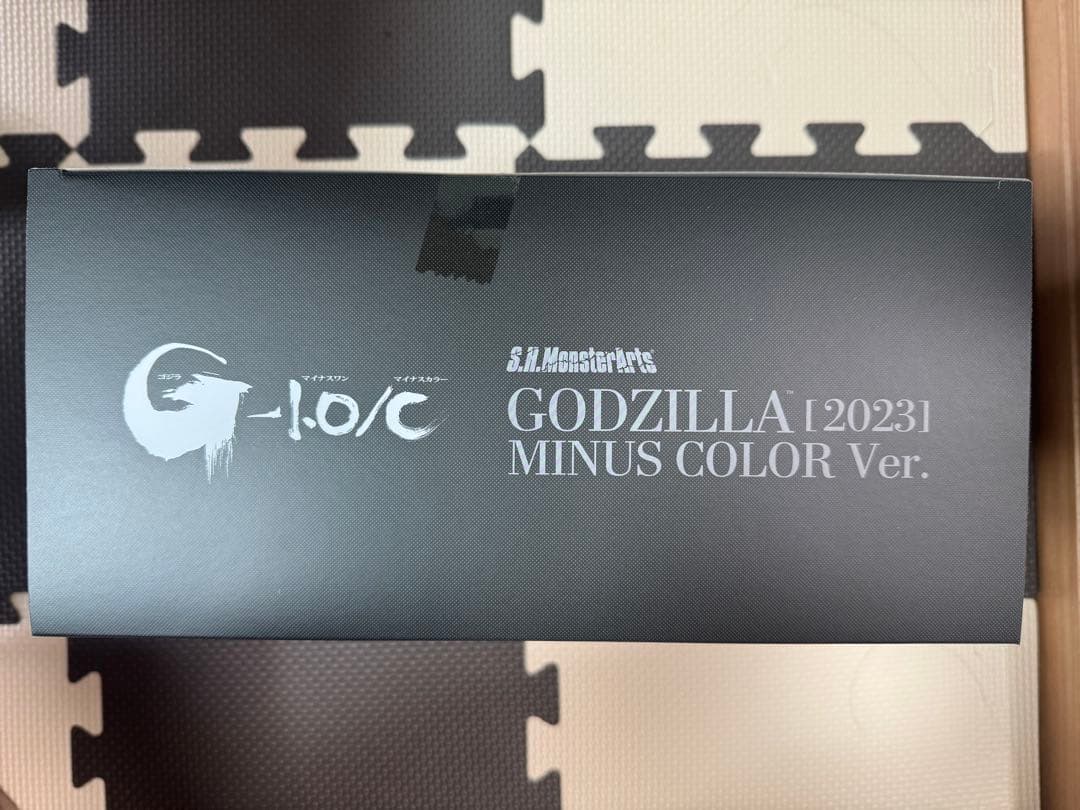 ゴジラ マイナスワン マイナスカラー
G-1.0/C
S.H.MonsterArts
GODZILLA™ [2023]
MINUS COLOR Ver.